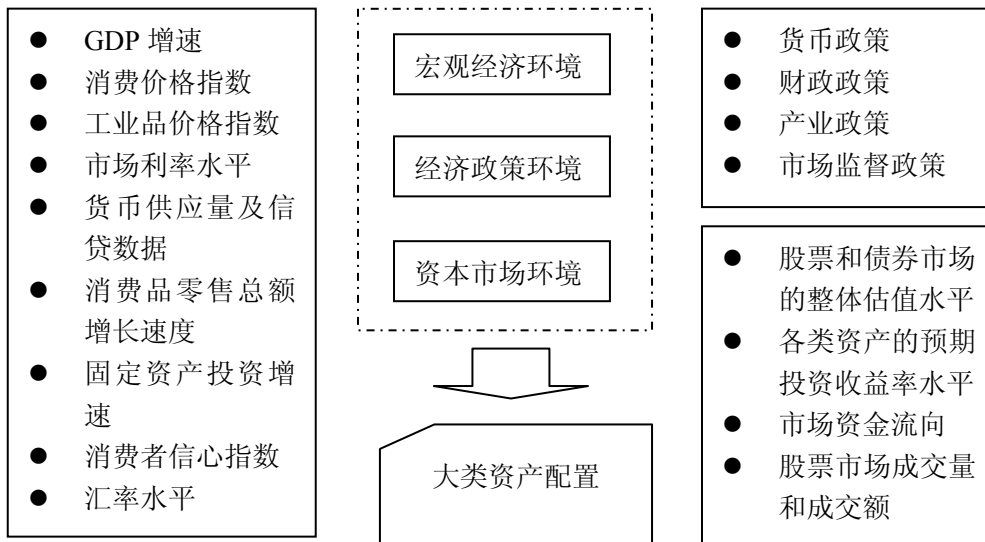 GDP 增速
消费价格指数
工业品价格指数
市场利率水平
货币供应量及信
贷数据
消费品零售总额
增长速度
固定资产投资增
速
消费者信心指数
汇率水平
宏观经济环境
经济政策环境
资本市场环境
大类资产配置
货币政策
财政政策
产业政策
市场监督政策
股票和债券市场
的整体估值水平
各类资产的预期
投资收益率水平
市场资金流向
股票市场成交量
和成交额